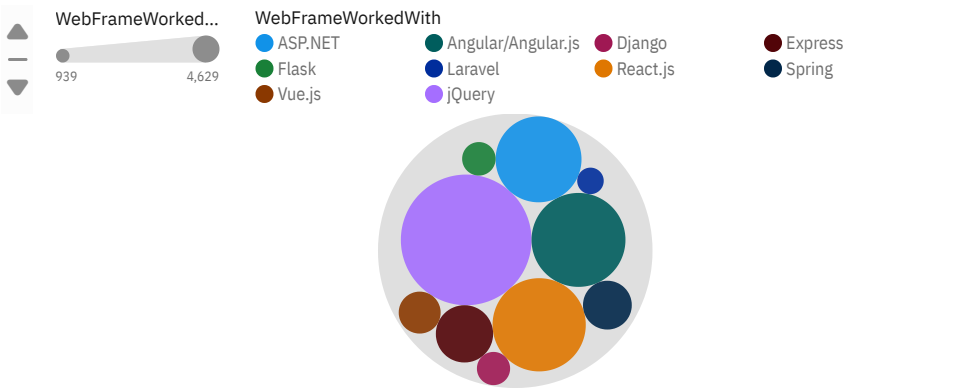 WebFrameWorked...
939 4,629
WebFrameWorkedWith
ASP.NET Angular/Angular.js Django Express
Flask Laravel React.js Spring
Vue.js jQuery